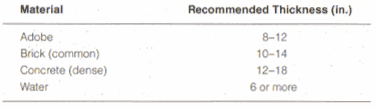 Material Recommended Thickness (in.)
Adobe 8–12
Brick (common) 10–14
Concrete (dense) 12–18
Water 6 or more